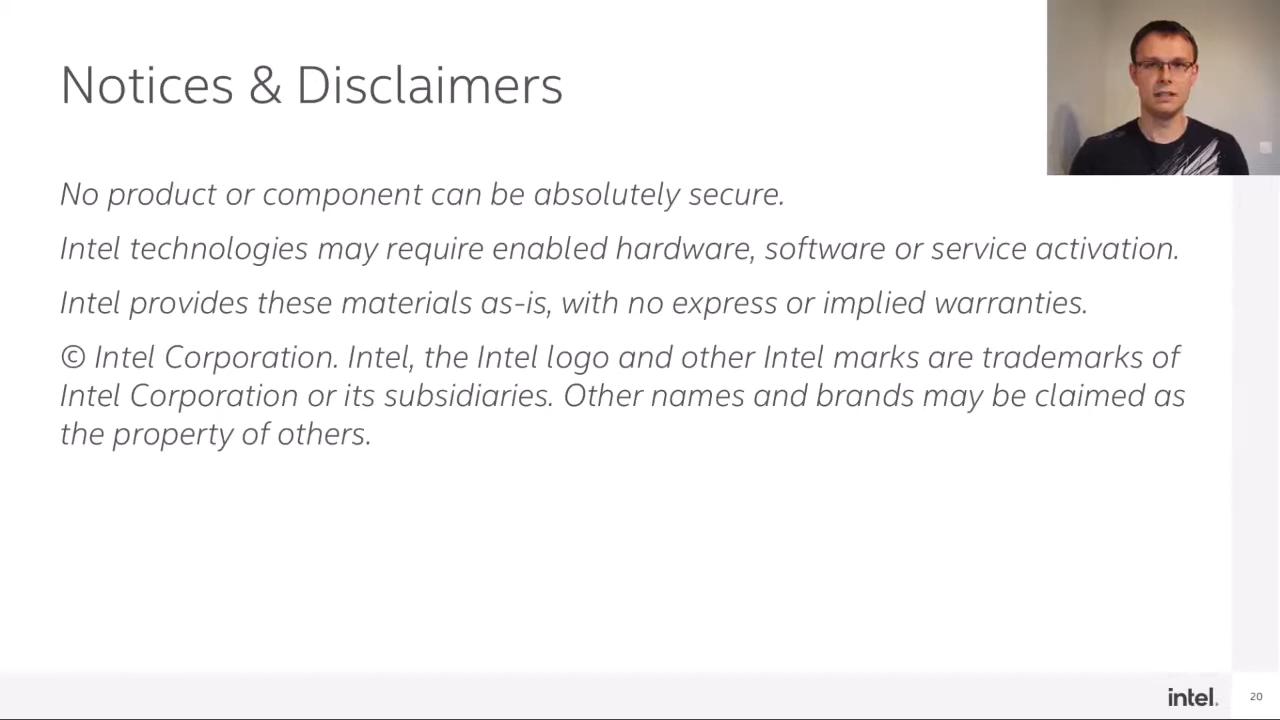 Notices & Disclaimers
No product or component can be absolutely secure.
Intel technologies may require enabled hardware, software or service activation.
Intel provides these materials as-is, with no express or implied warranties.
© Intel Corporation. Intel, the Intel logo and other Intel marks are trademarks of
Intel Corporation or its subsidiaries. Other names and brands may be claimed as
the property of others.
intel.
20